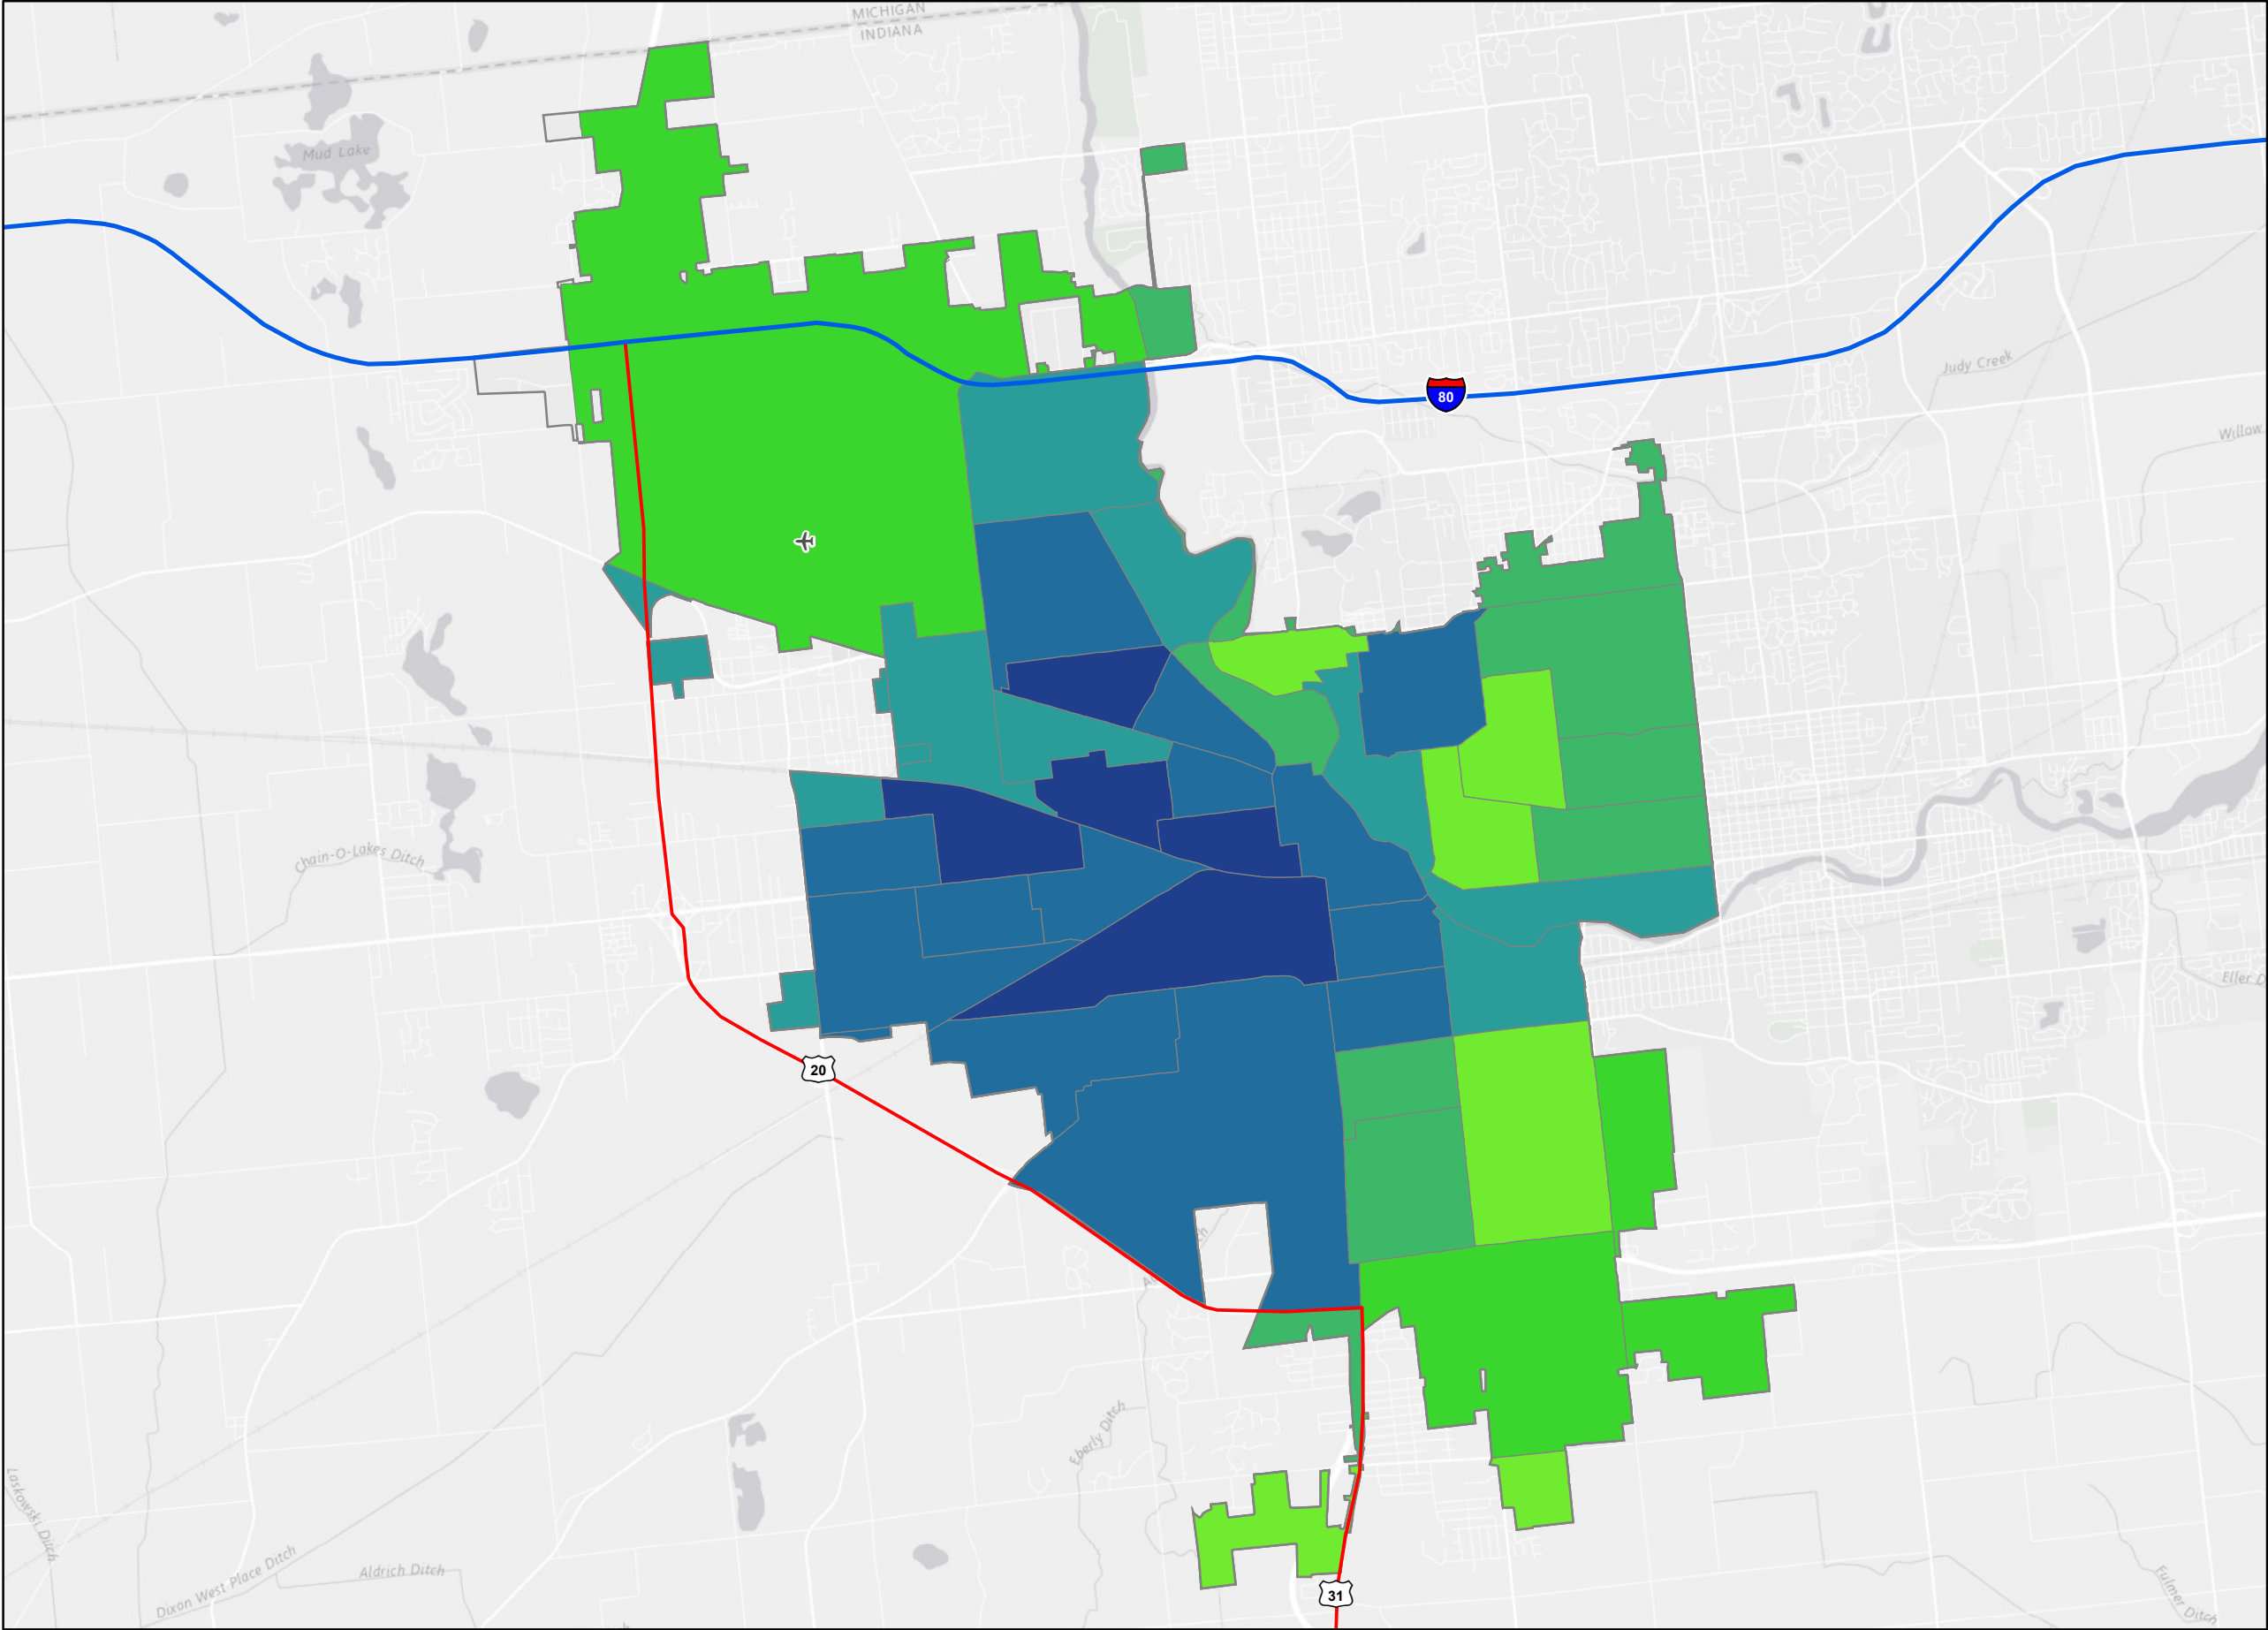 MICHIGAN
INDIANA
Mud Lake
Judy Creek
80
Willow
Chain-O-Lakes Ditch
Eller D
20
Eberly Ditch
Laskowski Ditch
Dixon West Place Ditch
Aldrich Ditch
31
Fulmer Ditch